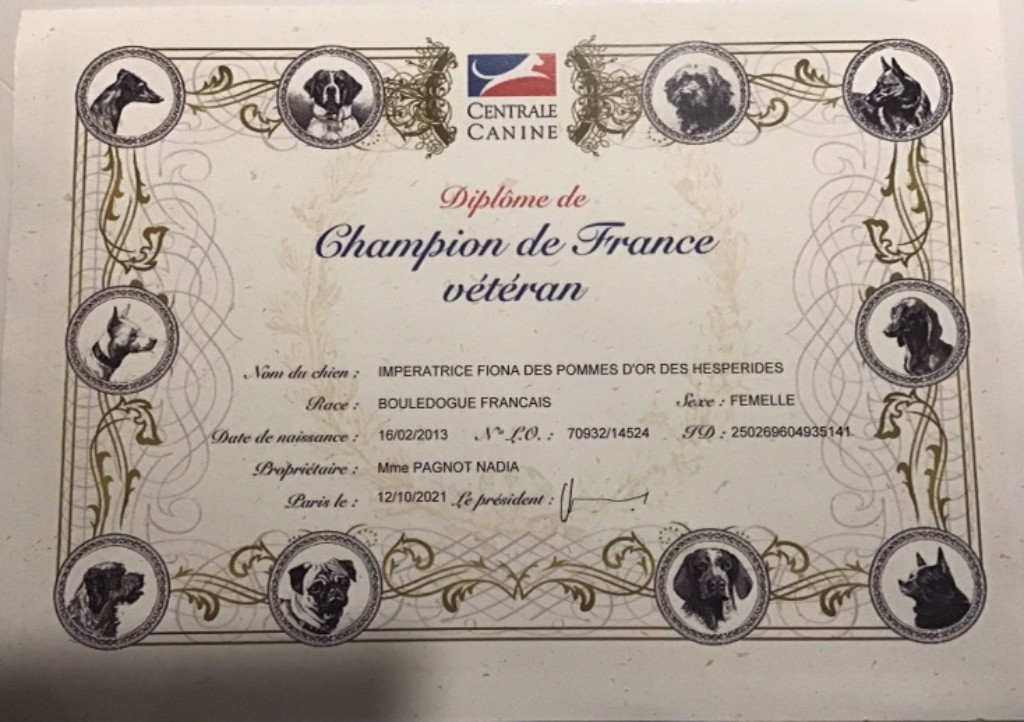 CENTRALE
CANINE
Diplôme de
Champion de France
vétéran
Nom du chien : IMPERATRICE FIONA DES POMMES D'OR DES HESPERIDES
Race : BOULEDOGUE FRANCAIS Sexe : FEMELLE
Date de naissance : 16/02/2013 N° L.O. : 70932/14524 ID : 250269604935141
Propriétaire : Mme PAGNOT NADIA
Paris le : 12/10/2021 Le président :